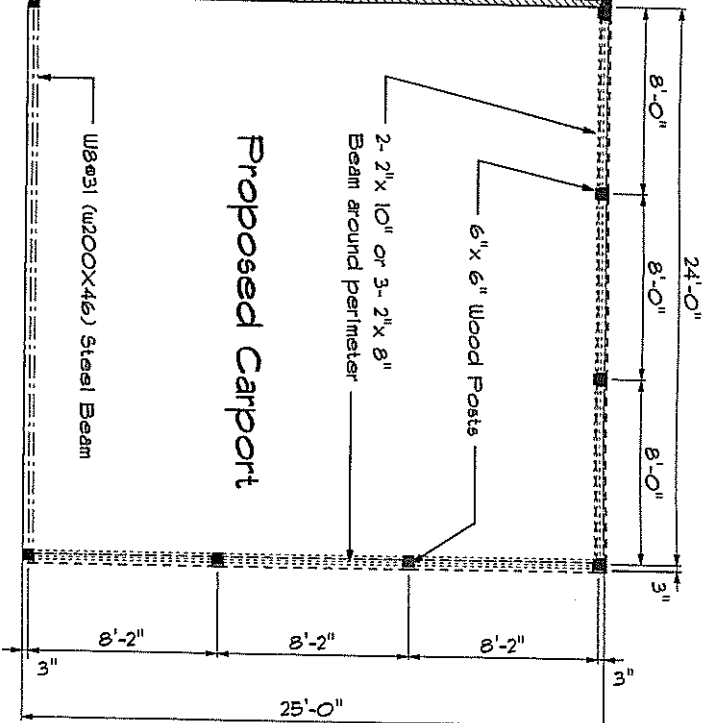 24'-0"
8'-0"
8'-0"
8'-0"
3"
6"x 6" Wood Posts
2- 2"x 10" or 3- 2"x 8"
Beam around perimeter
Proposed Carport
W8@31 (W200X46) Steel Beam
8'-2"
8'-2"
8'-2"
3"
3"
25'-0"